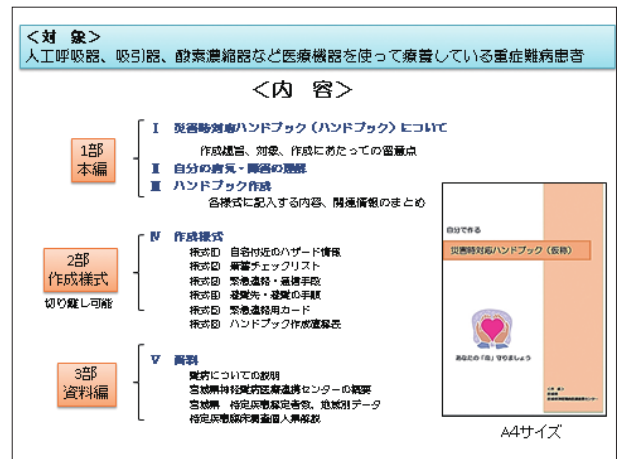 <対 象>
人工呼吸器、吸引器、酸素濃縮器など医療機器を使って療養している重症難病患者
<内 容>
1部
本編
Ⅰ 災害時対応ハンドブック（ハンドブック）について
作成趣旨、対象、作成にあたっての留意点
Ⅱ 自分の病気・障害の理解
Ⅲ ハンドブック作成
各様式に記入する内容、関連情報のまとめ
2部
作成様式
切り離し可能
Ⅳ 作成様式
様式1 自宅付近のハザード情報
様式2 備蓄チェックリスト
様式3 緊急連絡・通信手段
様式4 避難先・避難の手順
様式5 緊急連絡用カード
様式6 ハンドブック作成確認表
3部
資料編
Ⅴ 資料
難病についての説明
宮城県神経難病医療連携センターの概要
宮城県 特定疾患認定者数、地域別データ
特定疾患臨床調査個人票解説
自分で作る
災害時対応ハンドブック（仮称）
あなたの「命」守りましょう
A4サイズ